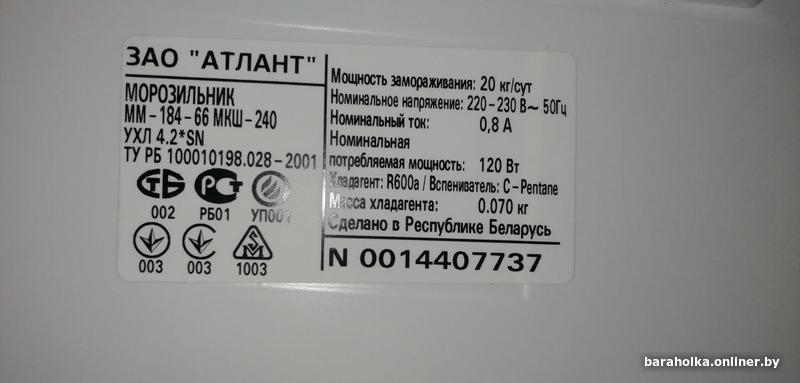 ЗАО "АТЛАНТ"
МОРОЗИЛЬНИК
ММ-184-66 МКШ-240
УХЛ 4.2*SN
ТУ РБ 100010198.028-2001
СТБ РСТ
002 РБ01 УП001
003 003 1003
Мощность замораживания: 20 кг/сут
Номинальное напряжение: 220-230 В~ 50Гц
Номинальный ток: 0,8 А
Номинальная
потребляемая мощность: 120 Вт
Хладагент: R600a / Вспениватель: C-Pentane
Масса хладагента: 0.070 кг
Сделано в Республике Беларусь
N 0014407737
baraholka.onliner.by